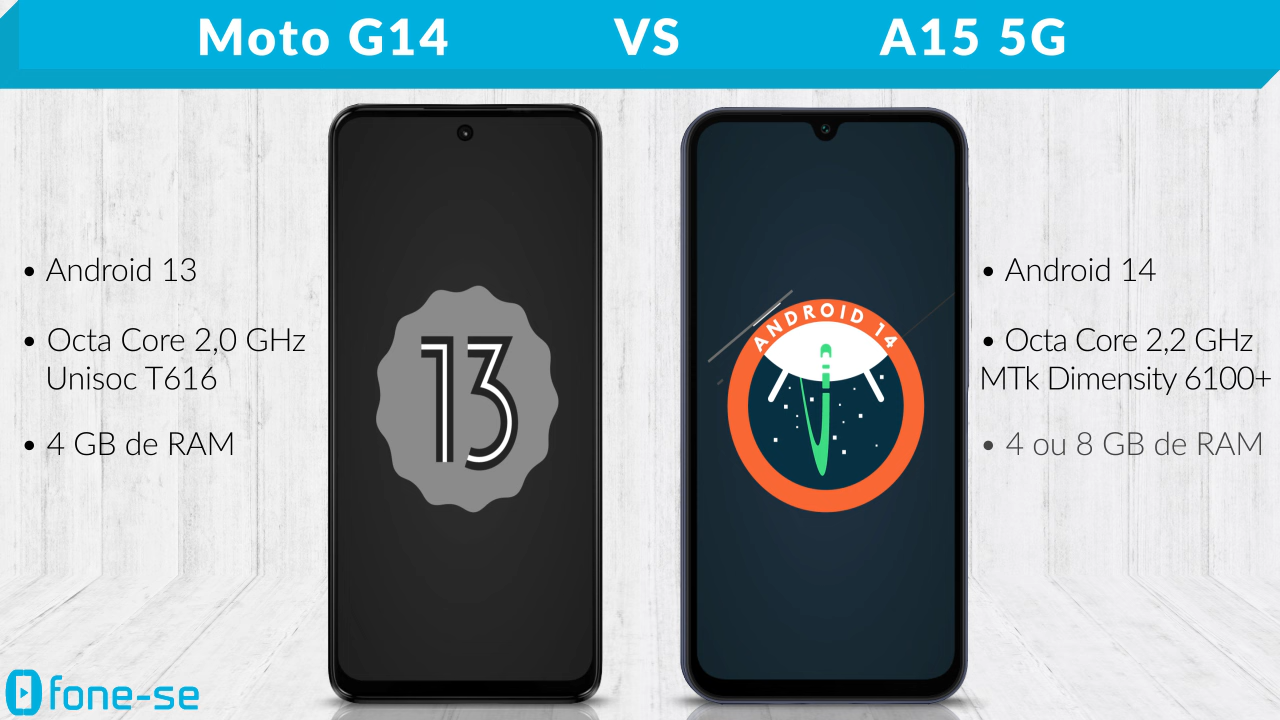 Moto G14 VS A15 5G
• Android 13
• Octa Core 2,0 GHz
Unisoc T616
• 4 GB de RAM
13
ANDROID 14
• Android 14
• Octa Core 2,2 GHz
MTk Dimensity 6100+
• 4 ou 8 GB de RAM
fone-se